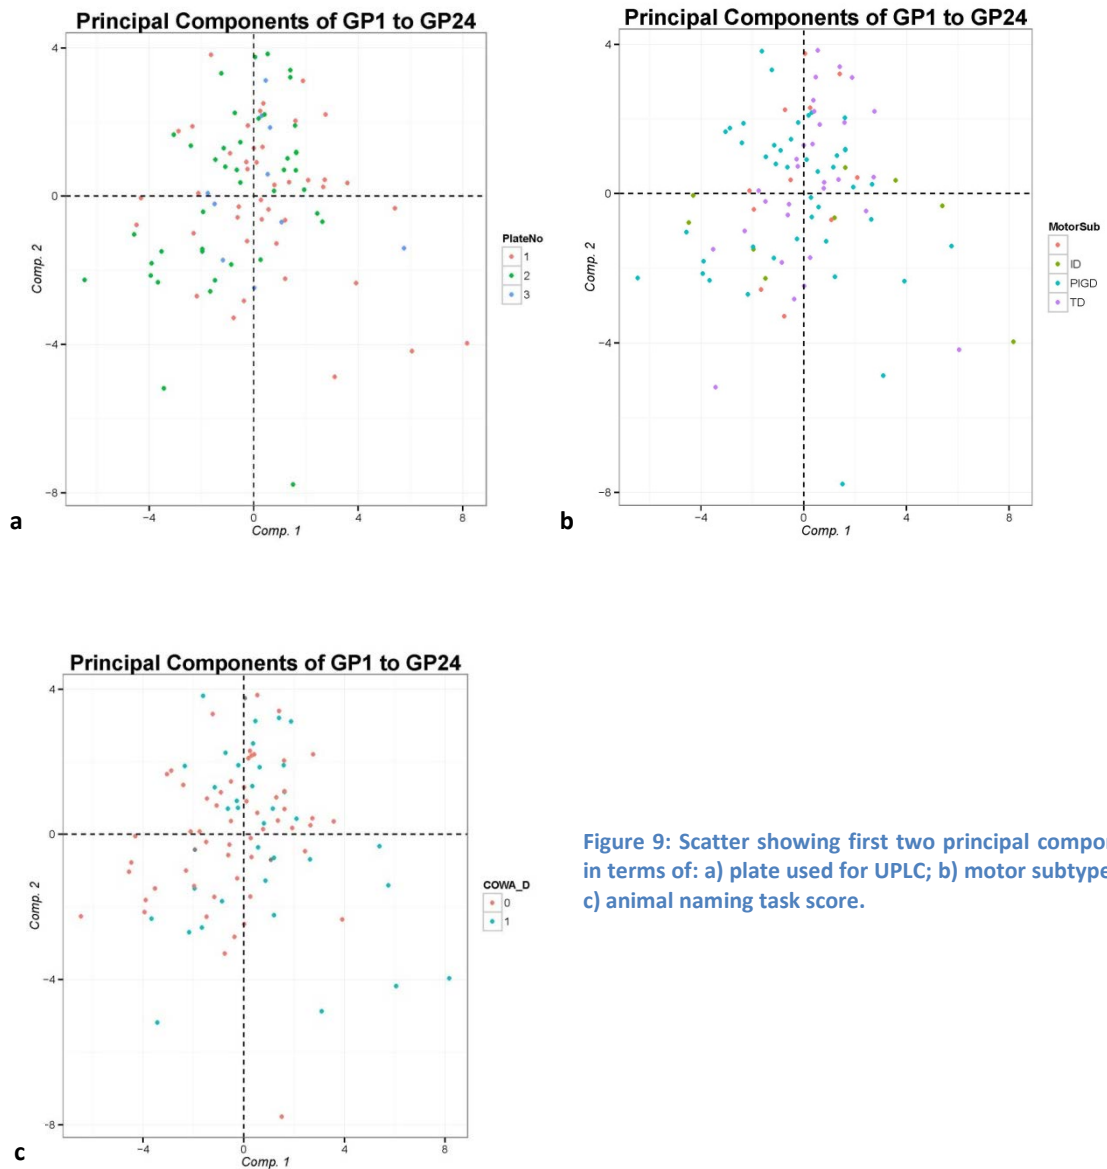 Principal Components of GP1 to GP24
4
0
−4
−8
Comp. 2
−4
0
4
8
Comp. 1
PlateNo
1
2
3
a
Principal Components of GP1 to GP24
4
0
−4
−8
Comp. 2
−4
0
4
8
Comp. 1
MotorSub
ID
PIGD
TD
b
Principal Components of GP1 to GP24
4
0
−4
−8
Comp. 2
−4
0
4
8
Comp. 1
COWA_D
0
1
c
Figure 9: Scatter showing first two principal compon
in terms of: a) plate used for UPLC; b) motor subtype
c) animal naming task score.